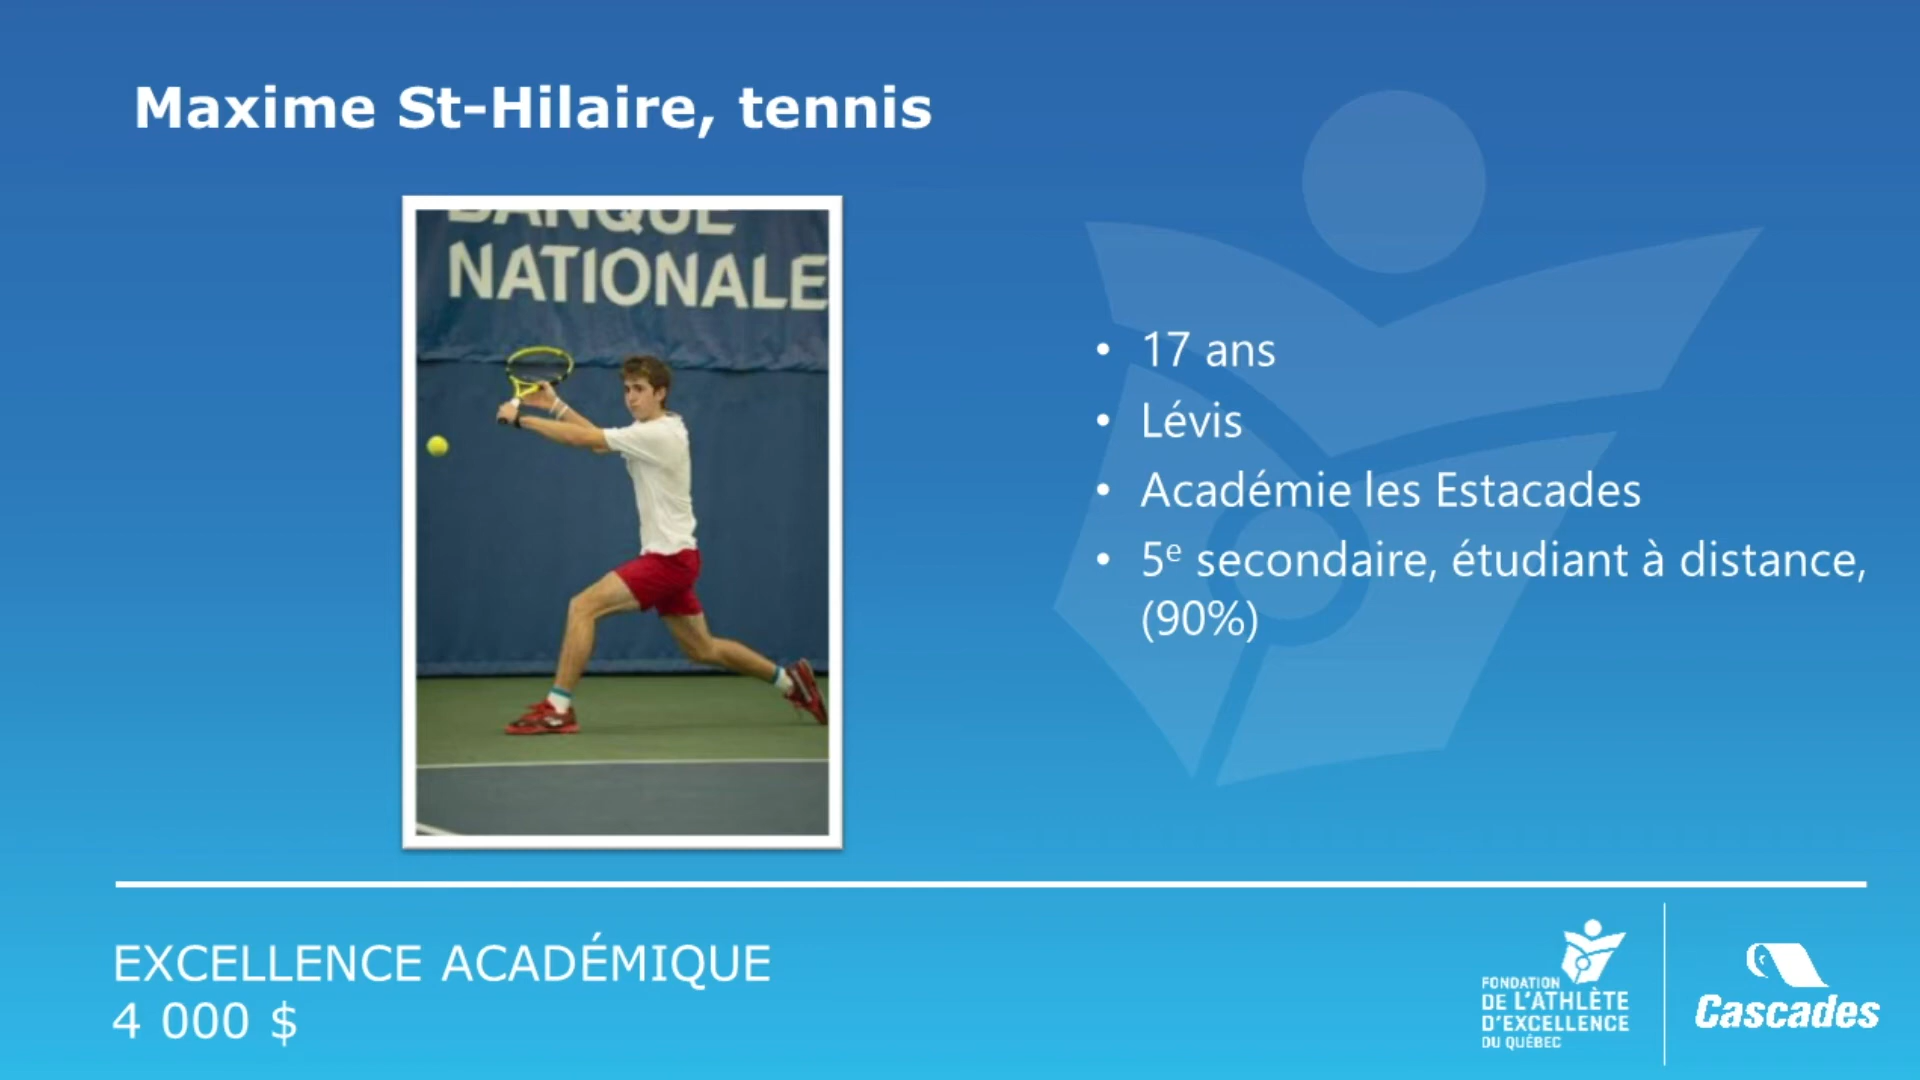 Maxime St-Hilaire, tennis
BANQUE
NATIONALE
• 17 ans
• Lévis
• Académie les Estacades
• 5e secondaire, étudiant à distance,
(90%)
EXCELLENCE ACADÉMIQUE
4 000 $
FONDATION
DE L'ATHLÈTE
D'EXCELLENCE
DU QUÉBEC
Cascades